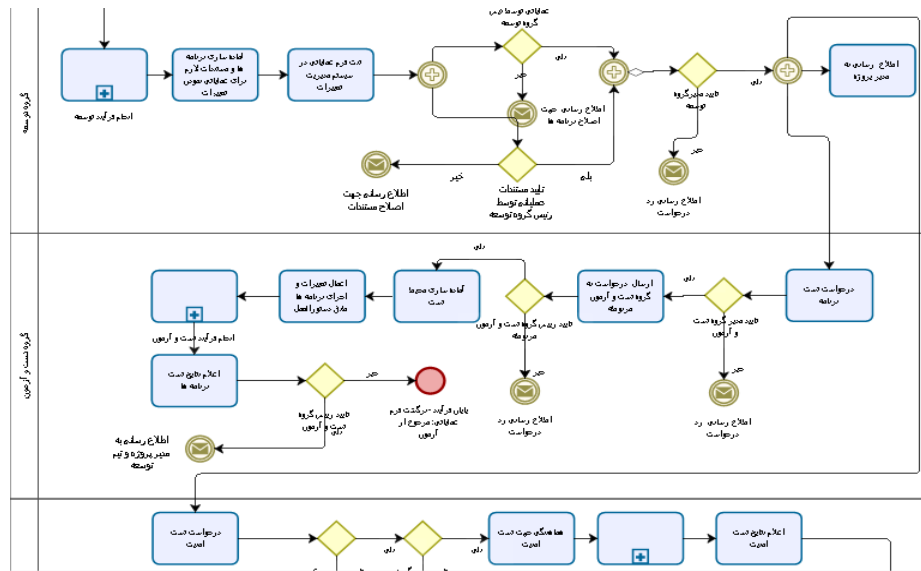 عملیاتی توسط رئیس
گروه توسعه
بلی
خیر
آماده سازی برنامه
ها و مستندات لازم
برای عملیاتی نمودن
تغییرات
ثبت فرم عملیاتی در
سیستم مدیریت
تغییرات
اطلاع رسانی به
مدیر پروژه
بلی
تایید مدیر گروه
توسعه
گروه توسعه
انجام فرآیند توسعه
اطلاع رسانی جهت
اصلاح برنامه ها
خیر
خیر
بلی
اطلاع رسانی جهت
اصلاح مستندات
تایید مستندات
عملیاتی توسط
رئیس گروه توسعه
اطلاع رسانی رد
درخواست
بلی
درخواست تست
برنامه
بلی
ارسال درخواست به
گروه تست و آزمون
مربوطه
آماده سازی محیط
تست
اعمال تغییرات و
اجرای برنامه ها
طبق دستورالعمل
تایید مدیر گروه تست
و آزمون
تایید رییس گروه تست و آزمون
مربوطه
انجام فرآیند تست و آزمون
گروه تست و آزمون
خیر
خیر
اعلام نتایج تست
برنامه ها
خیر
اطلاع رسانی رد
درخواست
اطلاع رسانی رد
درخواست
تایید رییس گروه
تست و آزمون
بلی
پایان فرآیند - برگشت فرم
عملیاتی: مرجوع از
آزمون
اطلاع رسانی به
مدیر پروژه و تیم
توسعه
درخواست تست
امنیت
بلی
بلی
هماهنگی جهت تست
امنیت
اعلام نتایج تست
امنیت